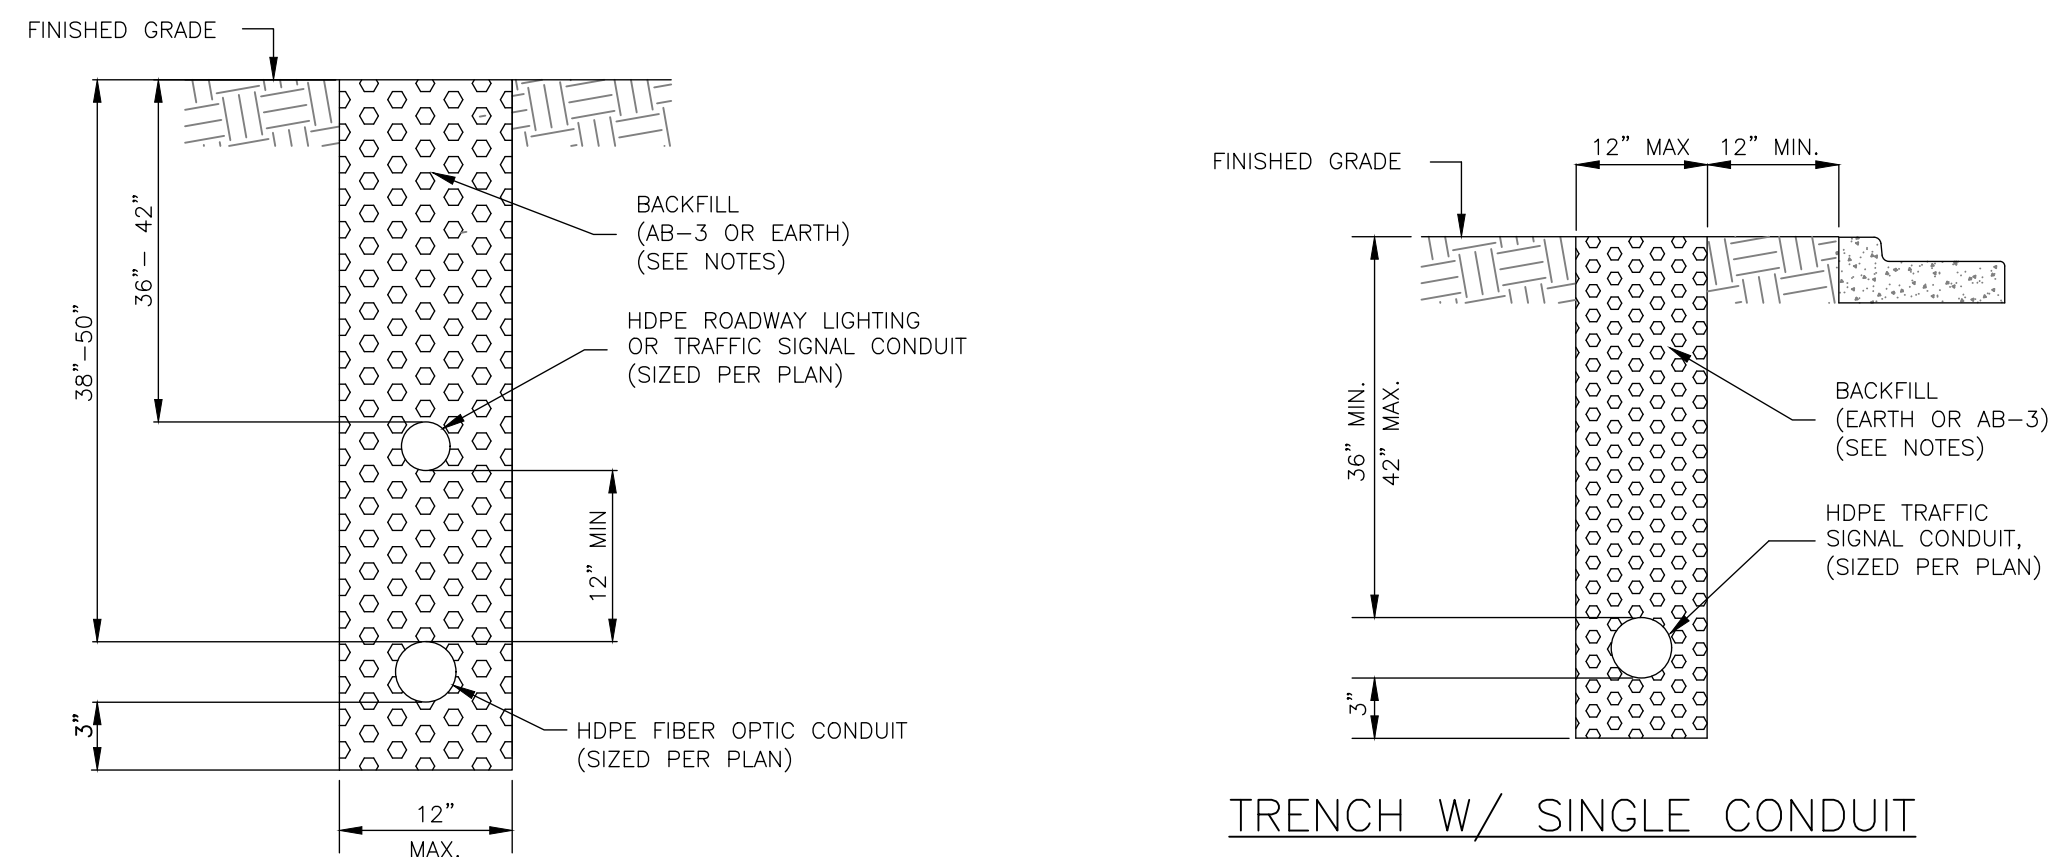 FINISHED GRADE
36”– 42”
38”–50”
BACKFILL
(AB–3 OR EARTH)
(SEE NOTES)
HDPE ROADWAY LIGHTING
OR TRAFFIC SIGNAL CONDUIT
(SIZED PER PLAN)
12” MIN
3”
HDPE FIBER OPTIC CONDUIT
(SIZED PER PLAN)
12”
MAX.
12” MAX
12” MIN.
FINISHED GRADE
36” MIN.
42” MAX.
BACKFILL
(EARTH OR AB–3)
(SEE NOTES)
HDPE TRAFFIC
SIGNAL CONDUIT,
(SIZED PER PLAN)
3”
TRENCH W/ SINGLE CONDUIT